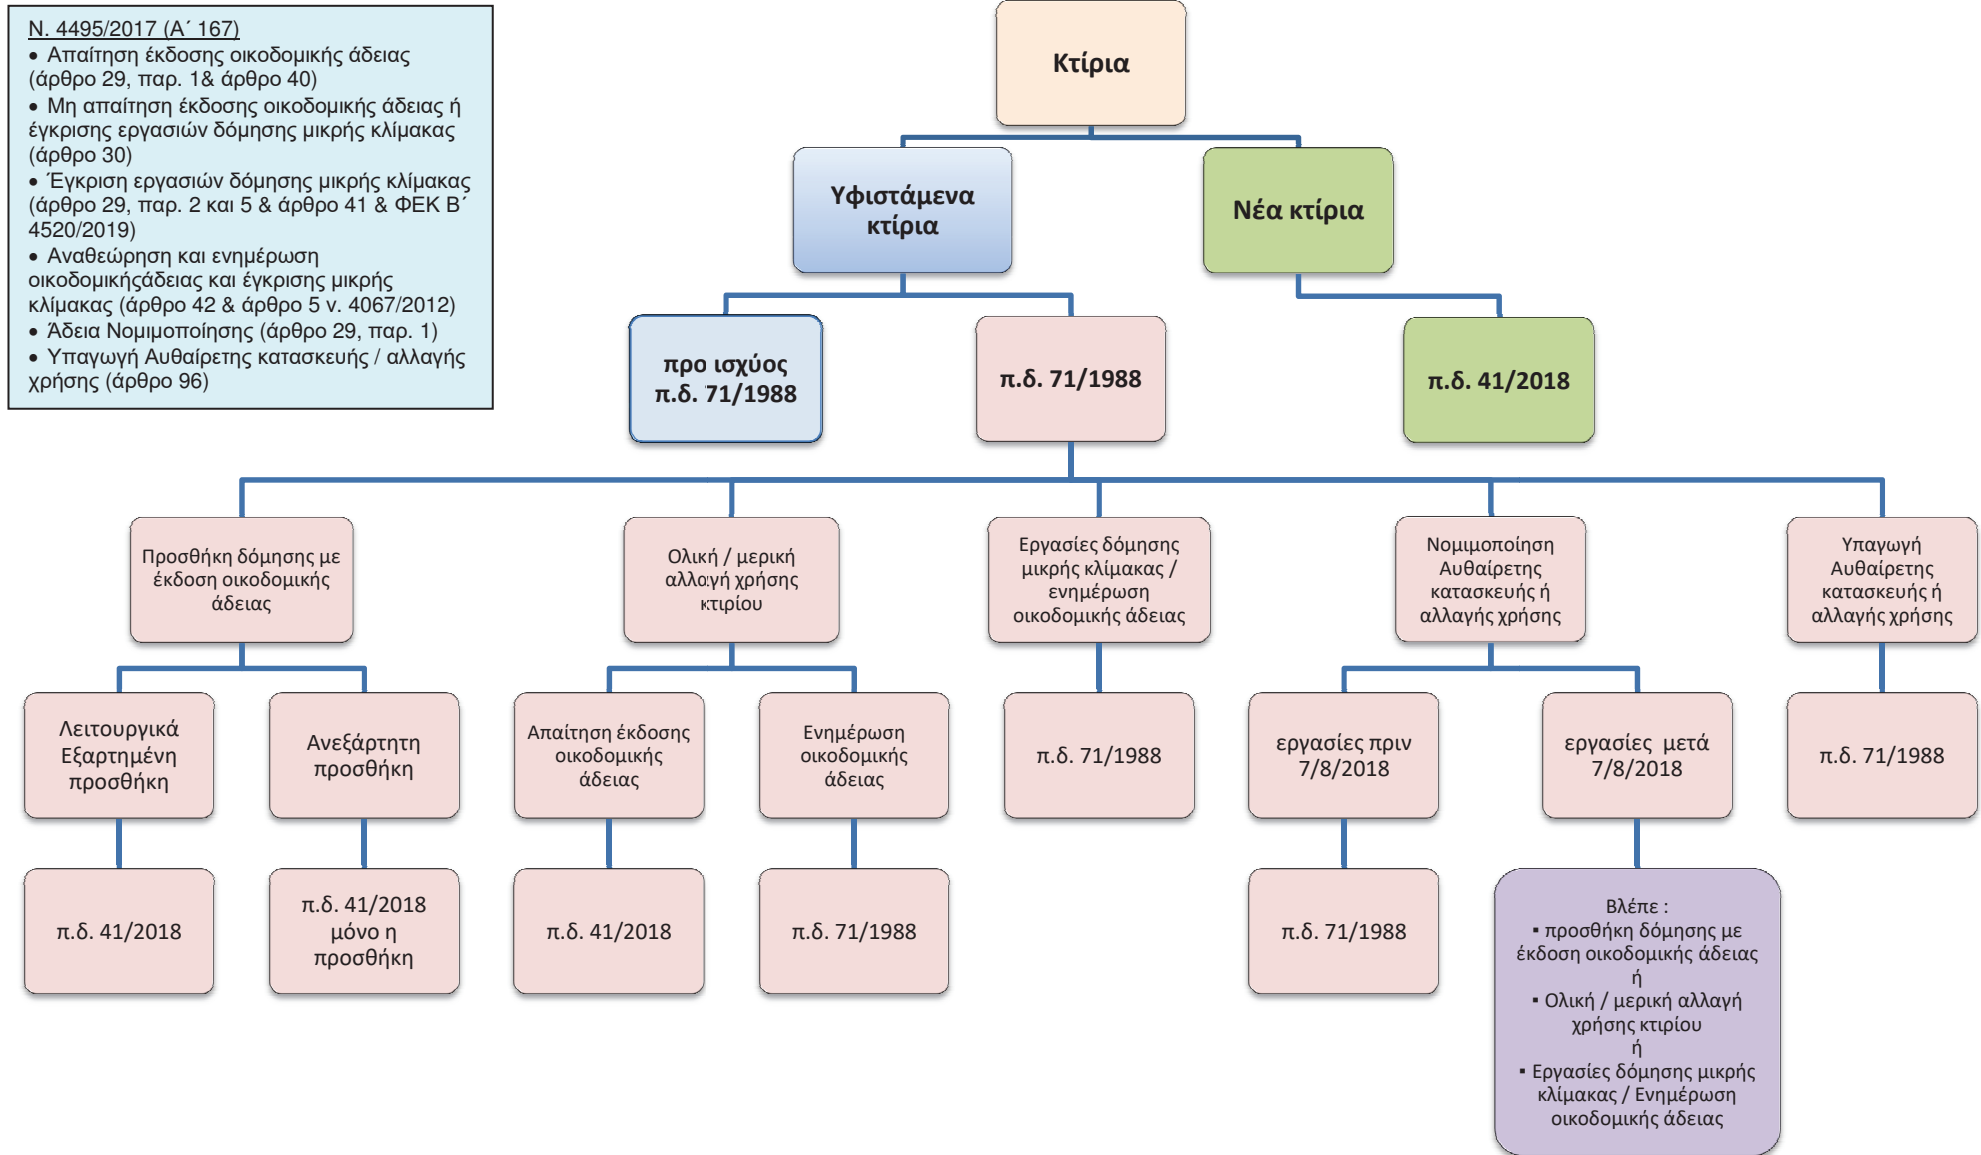 Ν. 4495/2017 (Α΄ 167)
• Απαίτηση έκδοσης οικοδομικής άδειας
(άρθρο 29, παρ. 1& άρθρο 40)
• Μη απαίτηση έκδοσης οικοδομικής άδειας ή
έγκρισης εργασιών δόμησης μικρής κλίμακας
(άρθρο 30)
• Έγκριση εργασιών δόμησης μικρής κλίμακας
(άρθρο 29, παρ. 2 και 5 & άρθρο 41 & ΦΕΚ Β΄
4520/2019)
• Αναθεώρηση και ενημέρωση
οικοδομικήςάδειας και έγκρισης μικρής
κλίμακας (άρθρο 42 & άρθρο 5 ν. 4067/2012)
• Άδεια Νομιμοποίησης (άρθρο 29, παρ. 1)
• Υπαγωγή Αυθαίρετης κατασκευής / αλλαγής
χρήσης (άρθρο 96)
Κτίρια
Υφιστάμενα
κτίρια
Νέα κτίρια
προ ισχύος
π.δ. 71/1988
π.δ. 71/1988
π.δ. 41/2018
Προσθήκη δόμησης με
έκδοση οικοδομικής
άδειας
Ολική / μερική
αλλαγή χρήσης
κτιρίου
Εργασίες δόμησης
μικρής κλίμακας /
ενημέρωση
οικοδομικής άδειας
Νομιμοποίηση
Αυθαίρετης
κατασκευής ή
αλλαγής χρήσης
Υπαγωγή
Αυθαίρετης
κατασκευής ή
αλλαγής χρήσης
Λειτουργικά
Εξαρτημένη
προσθήκη
Ανεξάρτητη
προσθήκη
Απαίτηση έκδοσης
οικοδομικής
άδειας
Ενημέρωση
οικοδομικής
άδειας
π.δ. 71/1988
εργασίες πριν
7/8/2018
εργασίες μετά
7/8/2018
π.δ. 71/1988
π.δ. 41/2018
π.δ. 41/2018
μόνο η
προσθήκη
π.δ. 41/2018
π.δ. 71/1988
π.δ. 71/1988
Βλέπε :
▪ προσθήκη δόμησης με
έκδοση οικοδομικής άδειας
ή
▪ Ολική / μερική αλλαγή
χρήσης κτιρίου
ή
▪ Εργασίες δόμησης μικρής
κλίμακας / Ενημέρωση
οικοδομικής άδειας